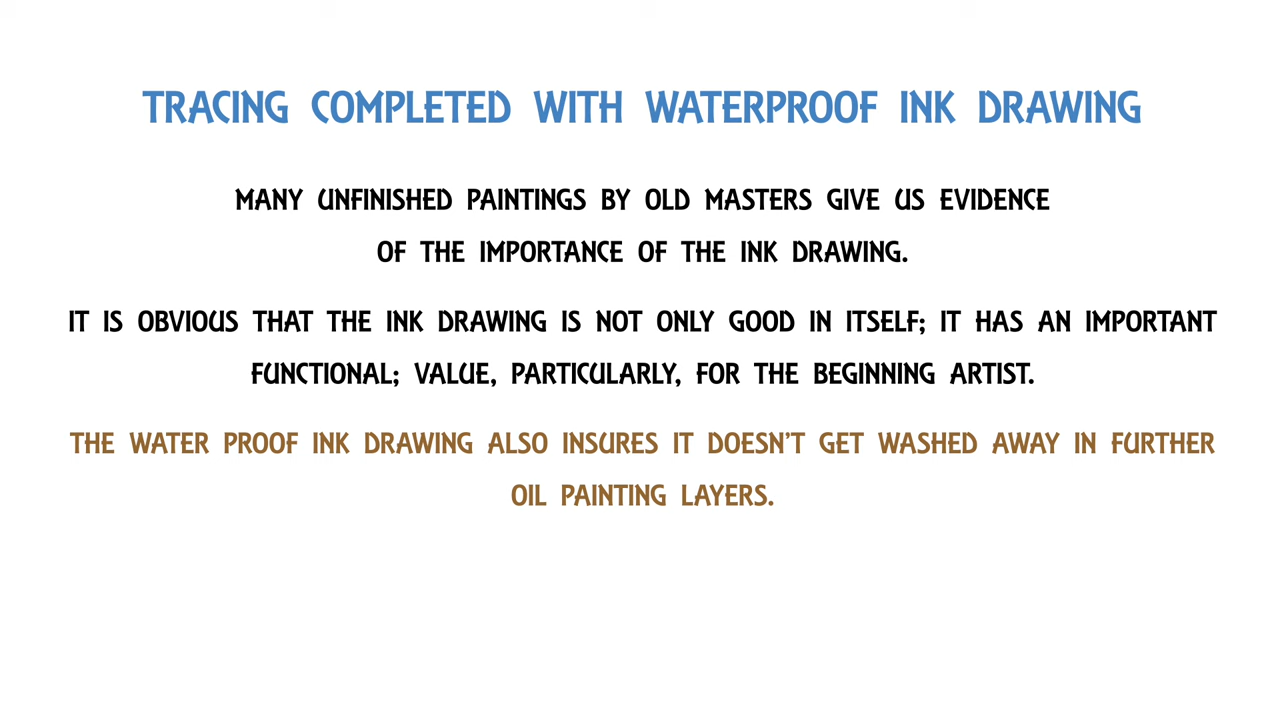 TRACING COMPLETED WITH WATERPROOF INK DRAWING
MANY UNFINISHED PAINTINGS BY OLD MASTERS GIVE US EVIDENCE
OF THE IMPORTANCE OF THE INK DRAWING.
IT IS OBVIOUS THAT THE INK DRAWING IS NOT ONLY GOOD IN ITSELF; IT HAS AN IMPORTANT
FUNCTIONAL; VALUE, PARTICULARLY, FOR THE BEGINNING ARTIST.
THE WATER PROOF INK DRAWING ALSO INSURES IT DOESN'T GET WASHED AWAY IN FURTHER
OIL PAINTING LAYERS.